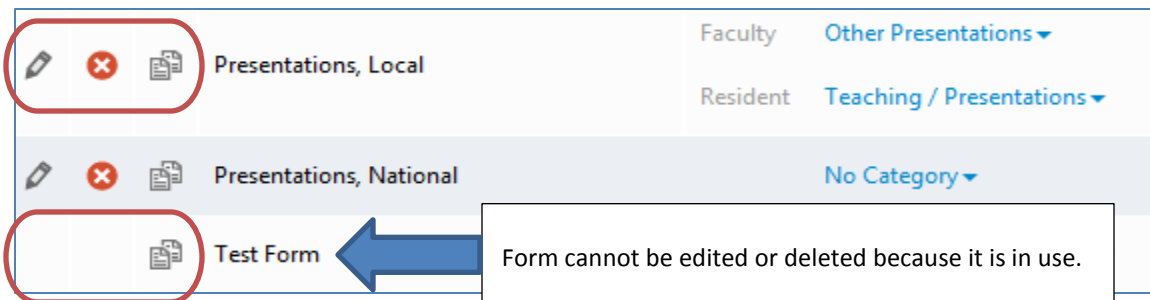 Faculty Other Presentations
Presentations, Local
Resident Teaching / Presentations
Presentations, National No Category
Test Form Form cannot be edited or deleted because it is in use.